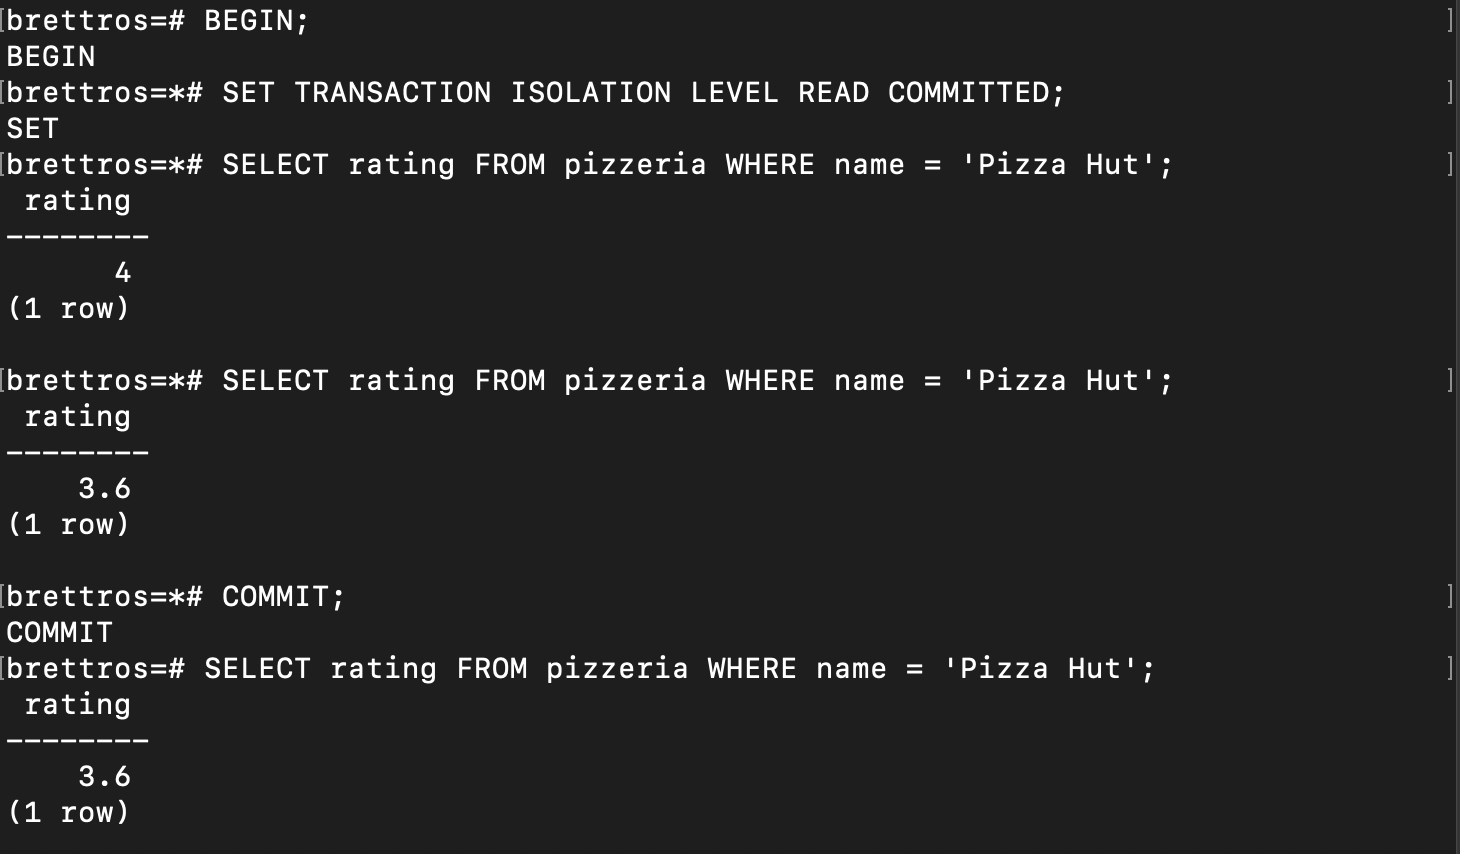 [brettros=# BEGIN; ]
BEGIN
[brettros=*# SET TRANSACTION ISOLATION LEVEL READ COMMITTED; ]
SET
[brettros=*# SELECT rating FROM pizzeria WHERE name = 'Pizza Hut'; ]
rating
--------
4
(1 row)
[brettros=*# SELECT rating FROM pizzeria WHERE name = 'Pizza Hut'; ]
rating
--------
3.6
(1 row)
[brettros=*# COMMIT; ]
COMMIT
[brettros=# SELECT rating FROM pizzeria WHERE name = 'Pizza Hut'; ]
rating
--------
3.6
(1 row)